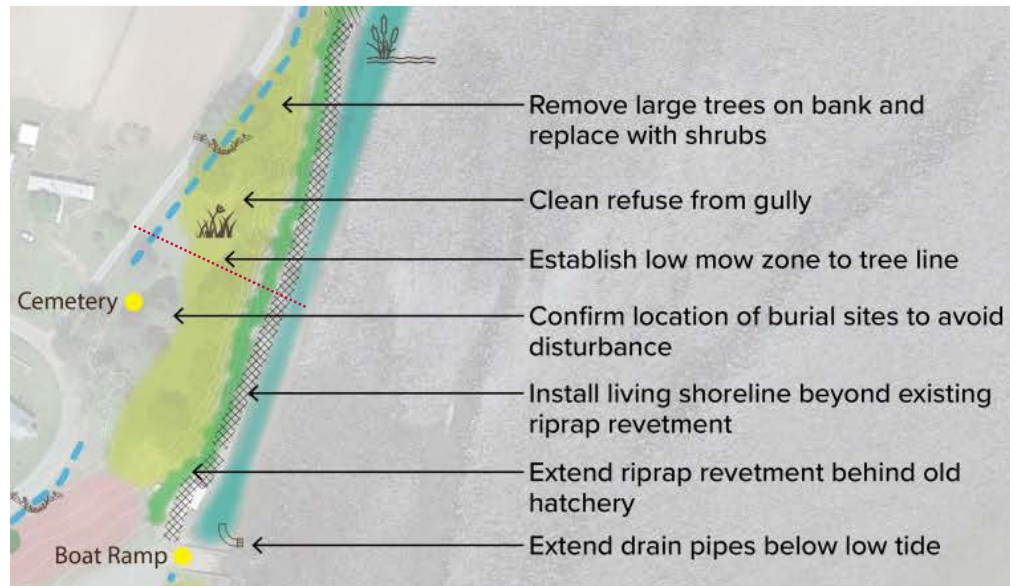 Remove large trees on bank and
replace with shrubs
Clean refuse from gully
Establish low mow zone to tree line
Cemetery
Confirm location of burial sites to avoid
disturbance
Install living shoreline beyond existing
riprap revetment
Extend riprap revetment behind old
hatchery
Boat Ramp
Extend drain pipes below low tide